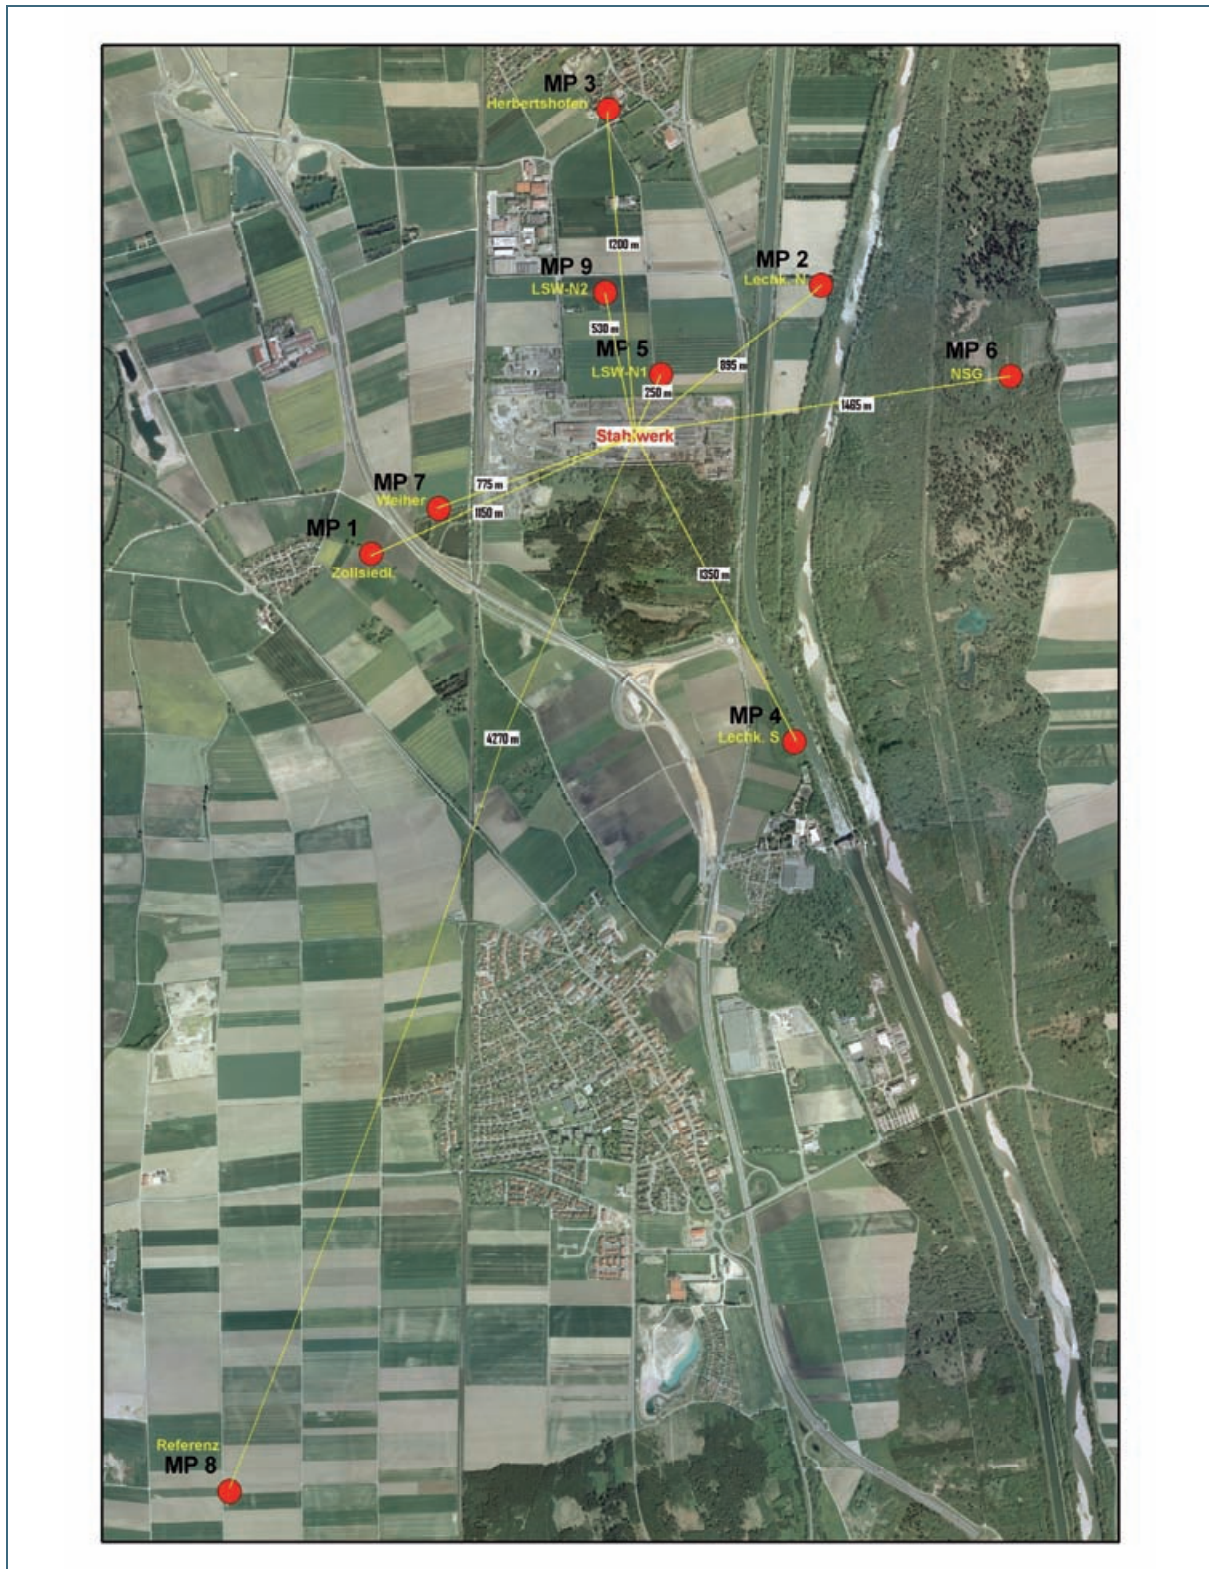 MP 3
Herbertshofen
1200 m
MP 9
LSW-N2
MP 2
Lechk. N
530 m
MP 5
LSW-N1
250 m
895 m
MP 6
NSG
1465 m
Stahlwerk
MP 7
Weiher
775 m
1150 m
MP 1
Zollsiedl.
1350 m
MP 4
Lechk. S
4270 m
Referenz
MP 8